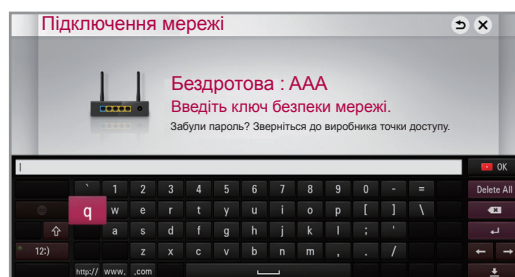 Підключення мережі
Бездротова : AAA
Введіть ключ безпеки мережі.
Забули пароль? Зверніться до виробника точки доступу.
OK
` 1 2 3 4 5 6 7 8 9 0 - = Delete All
q w e r t y u i o p [ ] \
a s d f g h j k l ; '
12:) z x c v b n m , . /
http:// www. .com